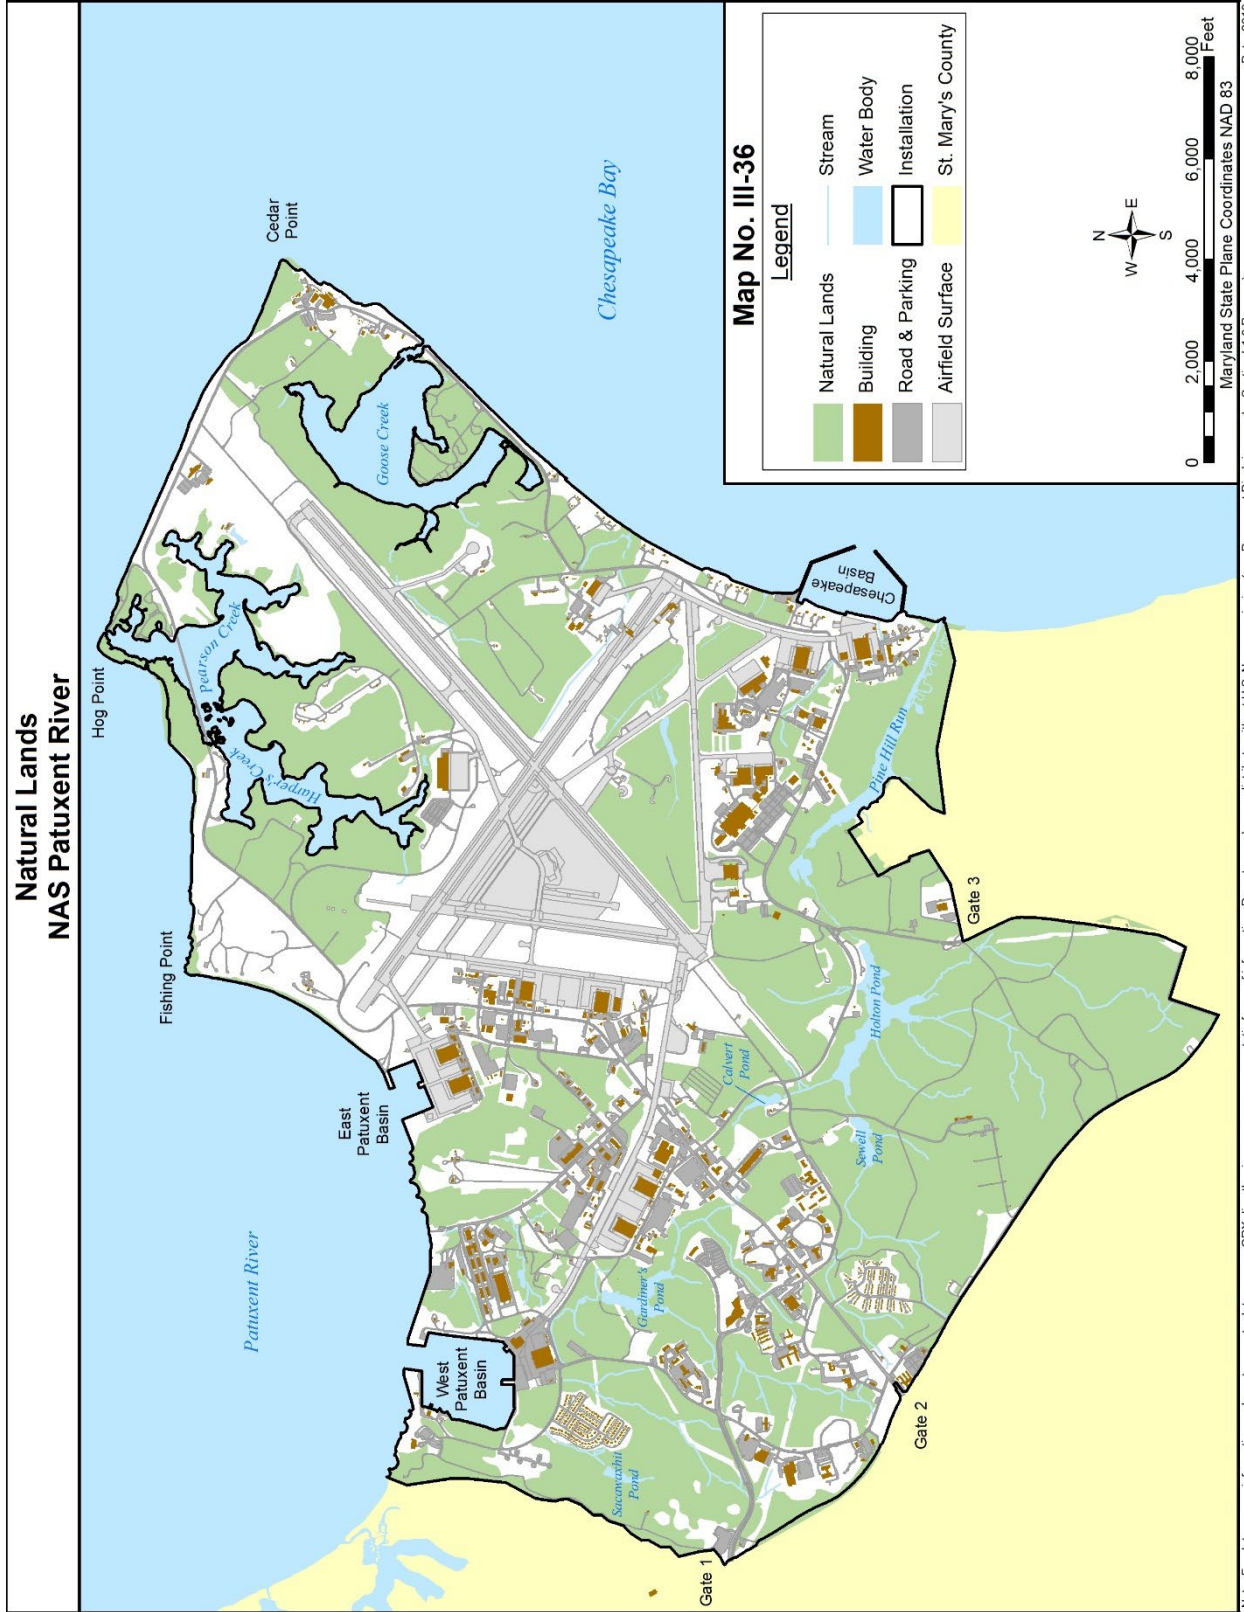 Natural Lands
NAS Patuxent River
Hog Point
Cedar
Point
Fishing Point
Pearson Creek
Harper's Creek
Goose Creek
Chesapeake Bay
Patuxent River
East
Patuxent
Basin
West
Patuxent
Basin
Chesapeake
Basin
Pine Hill Run
Calvert
Pond
Holton Pond
Sewell
Pond
Gardiner's
Pond
Sacawaxhit
Pond
Gate 1
Gate 2
Gate 3
Map No. III-36
Legend
Natural Lands
Building
Road & Parking
Airfield Surface
Stream
Water Body
Installation
St. Mary's County
N
W
E
S
0
2,000
4,000
6,000
8,000
Feet
Maryland State Plane Coordinates NAD 83